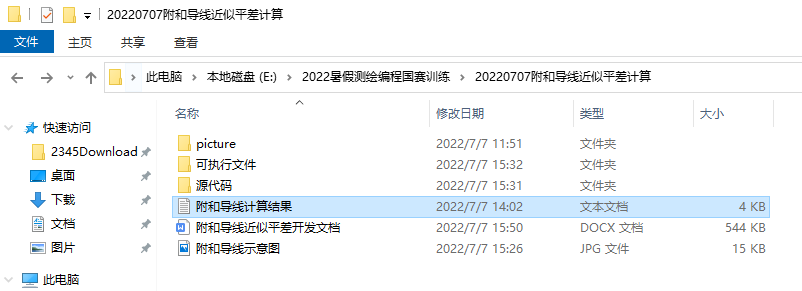 20220707附和导线近似平差计算
文件 主页 共享 查看
此电脑 本地磁盘 (E:) 2022暑假测绘编程国赛训练 20220707附和导线近似平差计算
名称 修改日期 类型 大小
快速访问
picture 2022/7/7 11:51 文件夹
2345Download
可执行文件 2022/7/7 15:32 文件夹
桌面
源代码 2022/7/7 15:31 文件夹
下载
附和导线计算结果 2022/7/7 14:02 文本文档 4 KB
文档
附和导线近似平差开发文档 2022/7/7 15:50 DOCX 文档 544 KB
图片
附和导线示意图 2022/7/7 15:26 JPG 文件 15 KB
此电脑